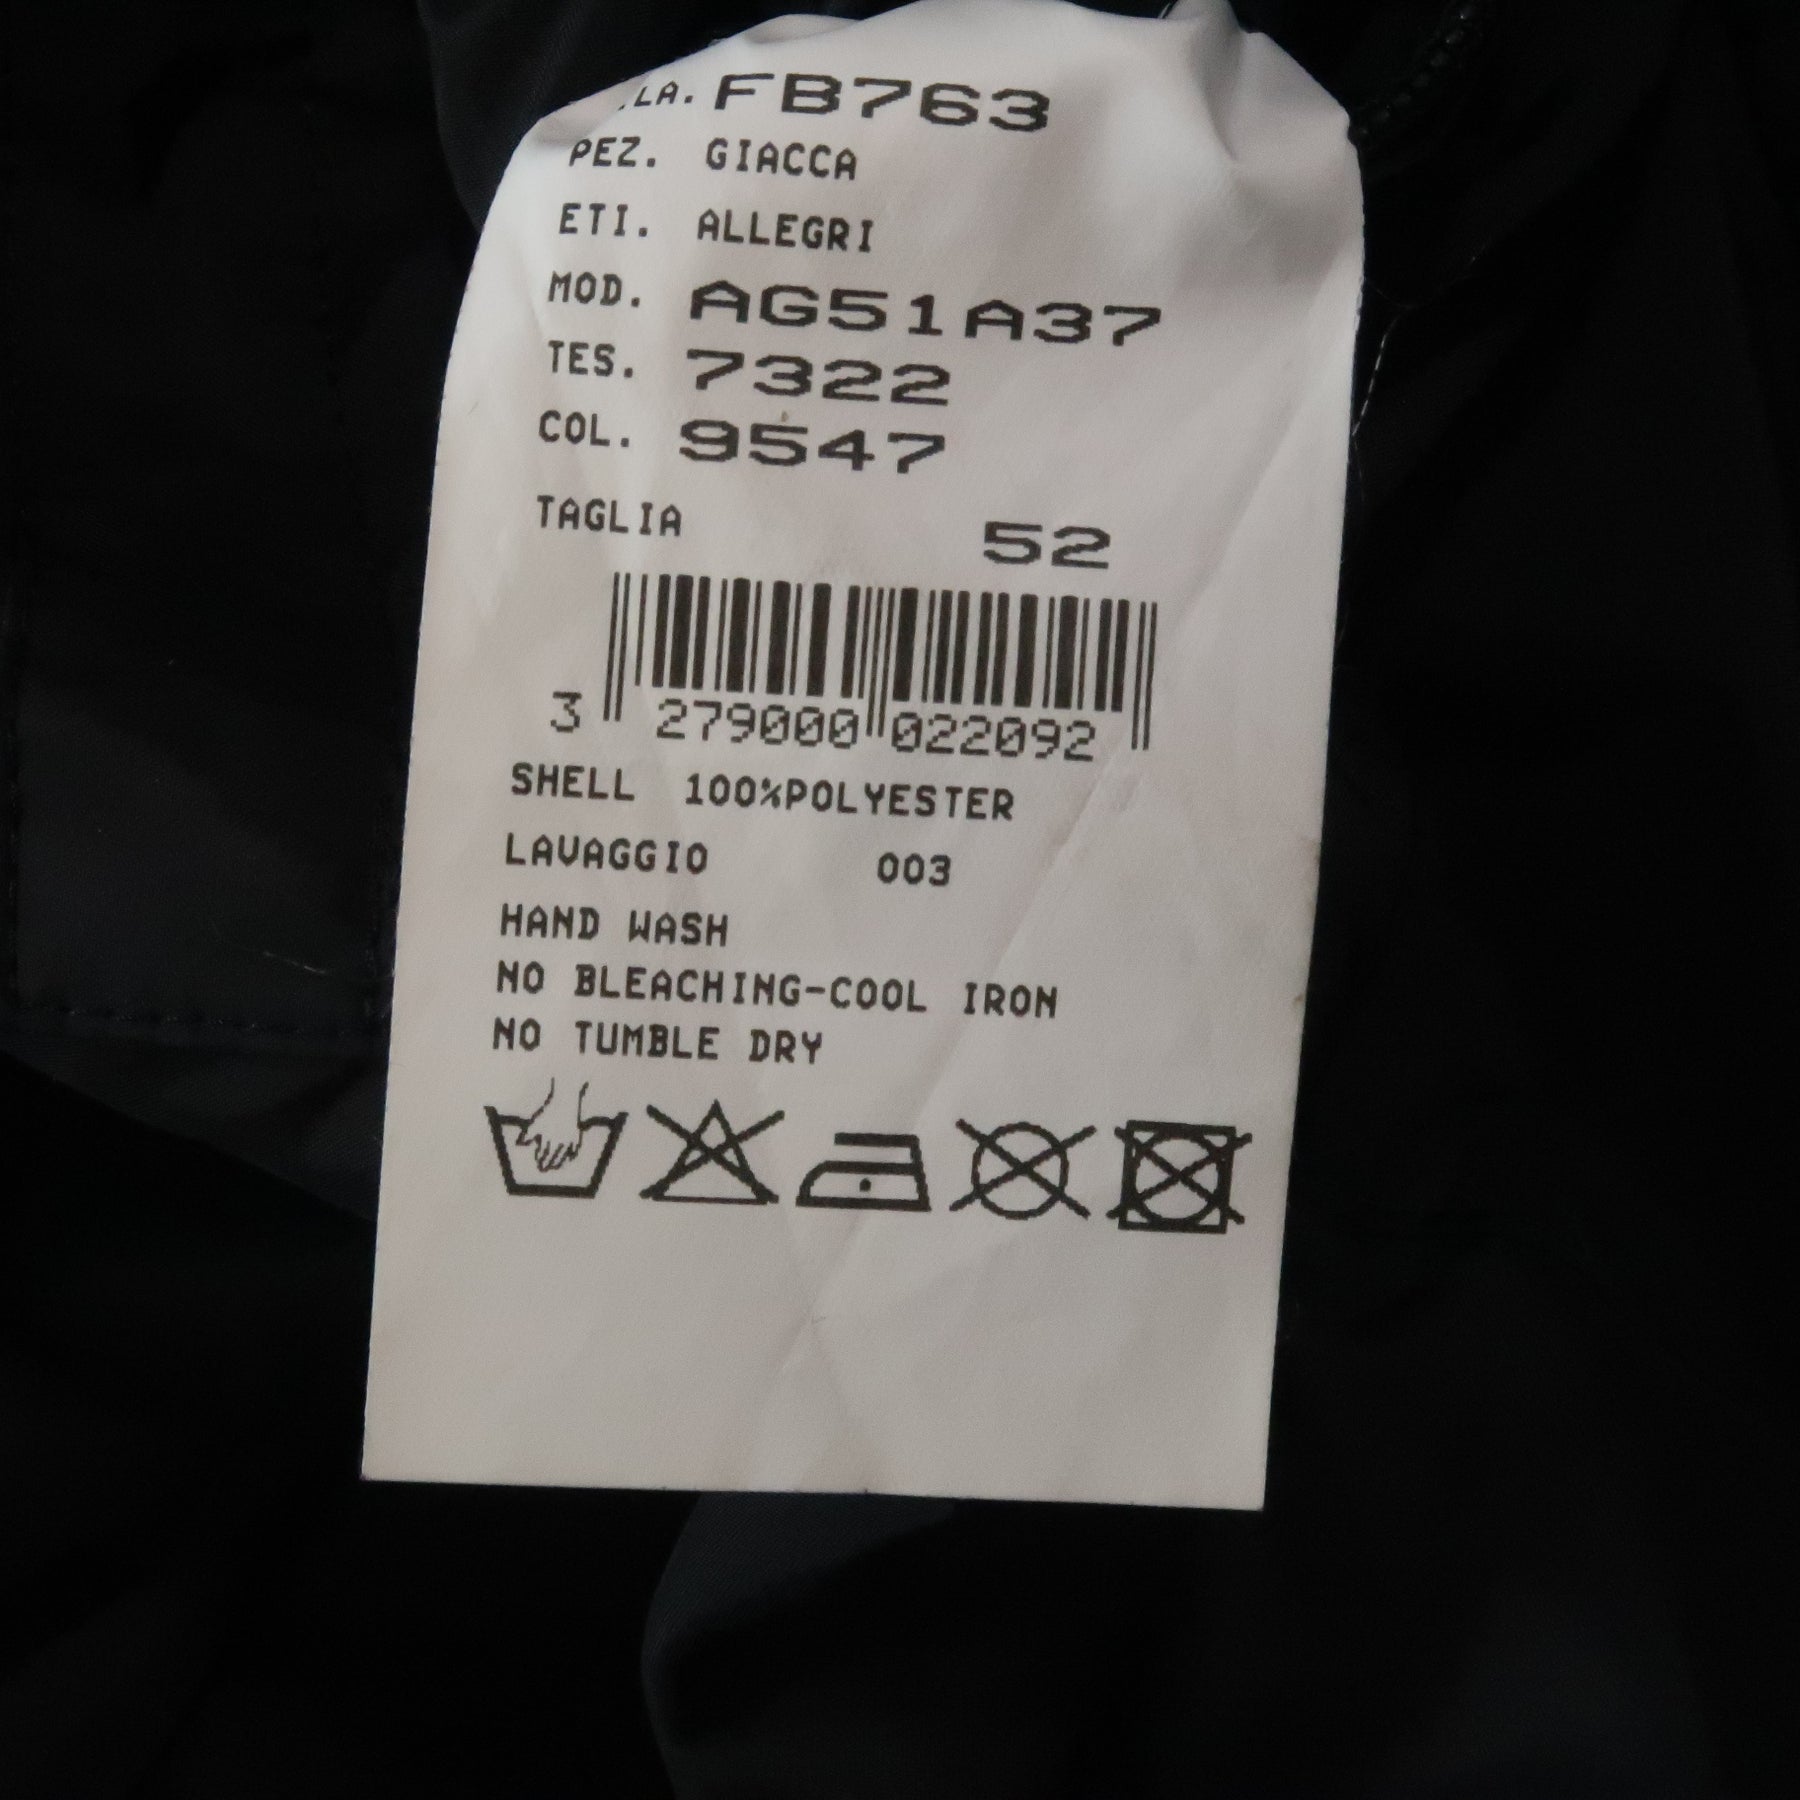 LA. FB763
PEZ. GIACCA
ETI. ALLEGRI
MOD. AG51A37
TES. 7322
COL. 9547
TAGLIA 52
3 279000 022092
SHELL 100%POLYESTER
LAVAGGIO 003
HAND WASH
NO BLEACHING-COOL IRON
NO TUMBLE DRY